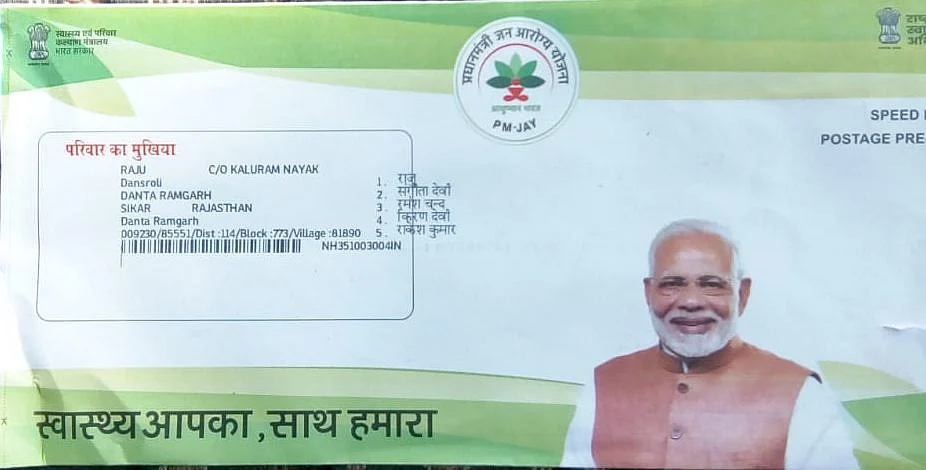 स्वास्थ्य एवं परिवार
कल्याण मंत्रालय
भारत सरकार
प्रधानमंत्री जन आरोग्य योजना
आयुष्मान भारत
PM-JAY
SPEED
POSTAGE PRE
परिवार का मुखिया
RAJU C/O KALURAM NAYAK
Dansroli
DANTA RAMGARH
SIKAR RAJASTHAN
Danta Ramgarh
009230/85551/Dist :114/Block :773/Village :81890
NH351003004IN
1. राजु
2. संगीता देवी
3. रमेश चन्द
4. किरण देवी
5. राकेश कुमार
स्वास्थ्य आपका, साथ हमारा